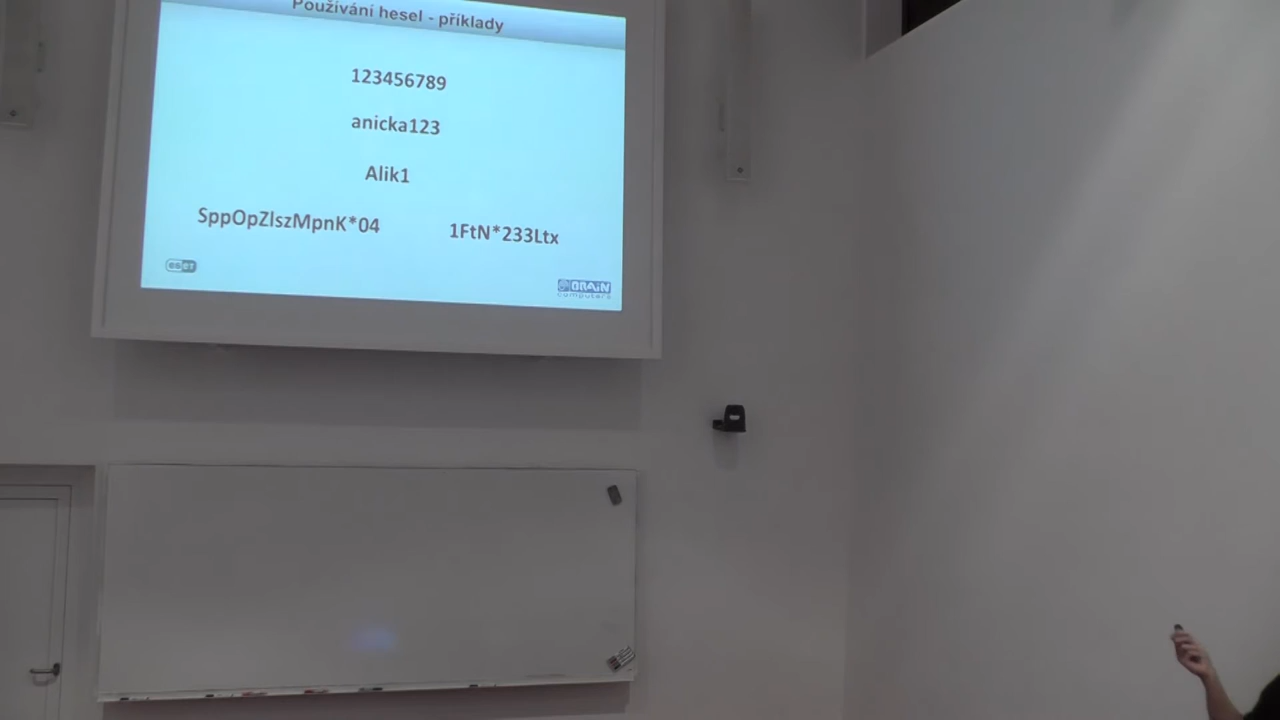 Používání hesel - příklady
123456789
anicka123
Alik1
SppOpZlszMpnK*04 1FtN*233Ltx
eseT
BRAiN
computers